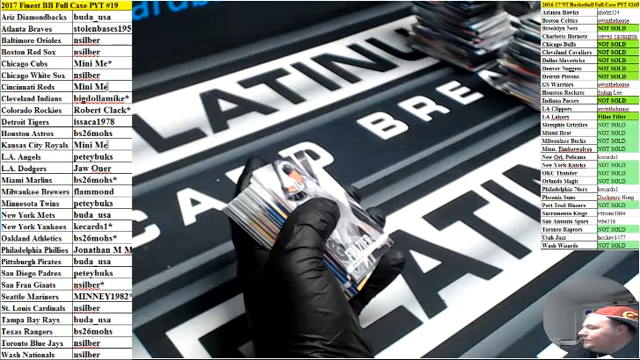 2017 Finest BB Full Case PYT #19
Ariz Diamondbacks buda_usa
Atlanta Braves stolenbases195
Baltimore Orioles nsilber
Boston Red Sox nsilber
Chicago Cubs Mini Me*
Chicago White Sox nsilber
Cincinnati Reds Mini Me
Cleveland Indians bigdollamike*
Colorado Rockies Robert Clack*
Detroit Tigers issaca1978
Houston Astros bs26mohs
Kansas City Royals Mini Me
L.A. Angels peteybuks
L.A. Dodgers Jaw Quer
Miami Marlins bs26mohs*
Milwaukee Brewers flammond
Minnesota Twins peteybuks
New York Mets buda_usa
New York Yankees kecards1*
Oakland Athletics bs26mohs*
Philadelphia Phillies Jonathan M M
Pittsburgh Pirates buda_usa
San Diego Padres peteybuks
San Fran Giants nsilber*
Seattle Mariners MINNEY1982*
St. Louis Cardinals nsilber
Tampa Bay Rays buda_usa
Texas Rangers bs26mohs
Toronto Blue Jays nsilber
Wash Nationals nsilber
PLATINU
CARD BRE
PLATIN
2016-17 NT Basketball Full Case PYT
Atlanta Hawks
Boston Celtics
Brooklyn Nets NOT SOLD
Charlotte Hornets
Chicago Bulls NOT SOLD
Cleveland Cavaliers NOT SOLD
Dallas Mavericks NOT SOLD
Denver Nuggets NOT SOLD
Detroit Pistons NOT SOLD
GS Warriors
Houston Rockets
Indiana Pacers NOT SOLD
LA Clippers
LA Lakers Filler Filler
Memphis Grizzlies NOT SOLD
Miami Heat NOT SOLD
Milwaukee Bucks NOT SOLD
Minn. Timberwolves NOT SOLD
New Orl. Pelicans kecards1
New York Knicks NOT SOLD
OKC Thunder NOT SOLD
Orlando Magic NOT SOLD
Philadelphia 76ers kecards1
Phoenix Suns
Port Trail Blazers NOT SOLD
Sacramento Kings
San Antonio Spurs
Toronto Raptors NOT SOLD
Utah Jazz
Wash Wizards NOT SOLD